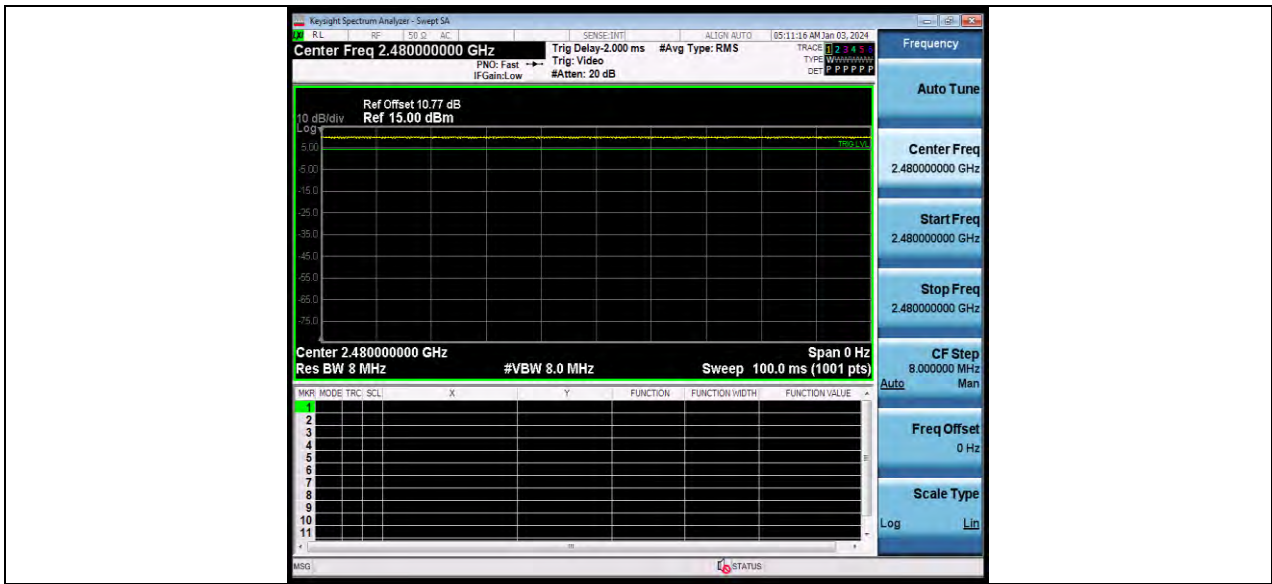 Keysight Spectrum Analyzer - Swept SA
RL RF 50 Ω AC SENSE:INT ALIGN AUTO 05:11:16 AM Jan 03, 2024
Center Freq 2.480000000 GHz
PNO: Fast
IFGain:Low
Trig Delay-2.000 ms
Trig: Video
#Atten: 20 dB
#Avg Type: RMS
TRACE 1 2 3 4 5 6
TYPE WWWWWW
DET P P P P P P
Ref Offset 10.77 dB
10 dB/div Ref 15.00 dBm
Log
5.00
TRIG LVL
-5.00
-15.0
-25.0
-35.0
-45.0
-55.0
-65.0
-75.0
Center 2.480000000 GHz Span 0 Hz
Res BW 8 MHz #VBW 8.0 MHz Sweep 100.0 ms (1001 pts)
MKR MODE TRC SCL X Y FUNCTION FUNCTION WIDTH FUNCTION VALUE
1
2
3
4
5
6
7
8
9
10
11
MSG STATUS
Frequency
Auto Tune
Center Freq
2.480000000 GHz
Start Freq
2.480000000 GHz
Stop Freq
2.480000000 GHz
CF Step
8.000000 MHz
Auto Man
Freq Offset
0 Hz
Scale Type
Log Lin